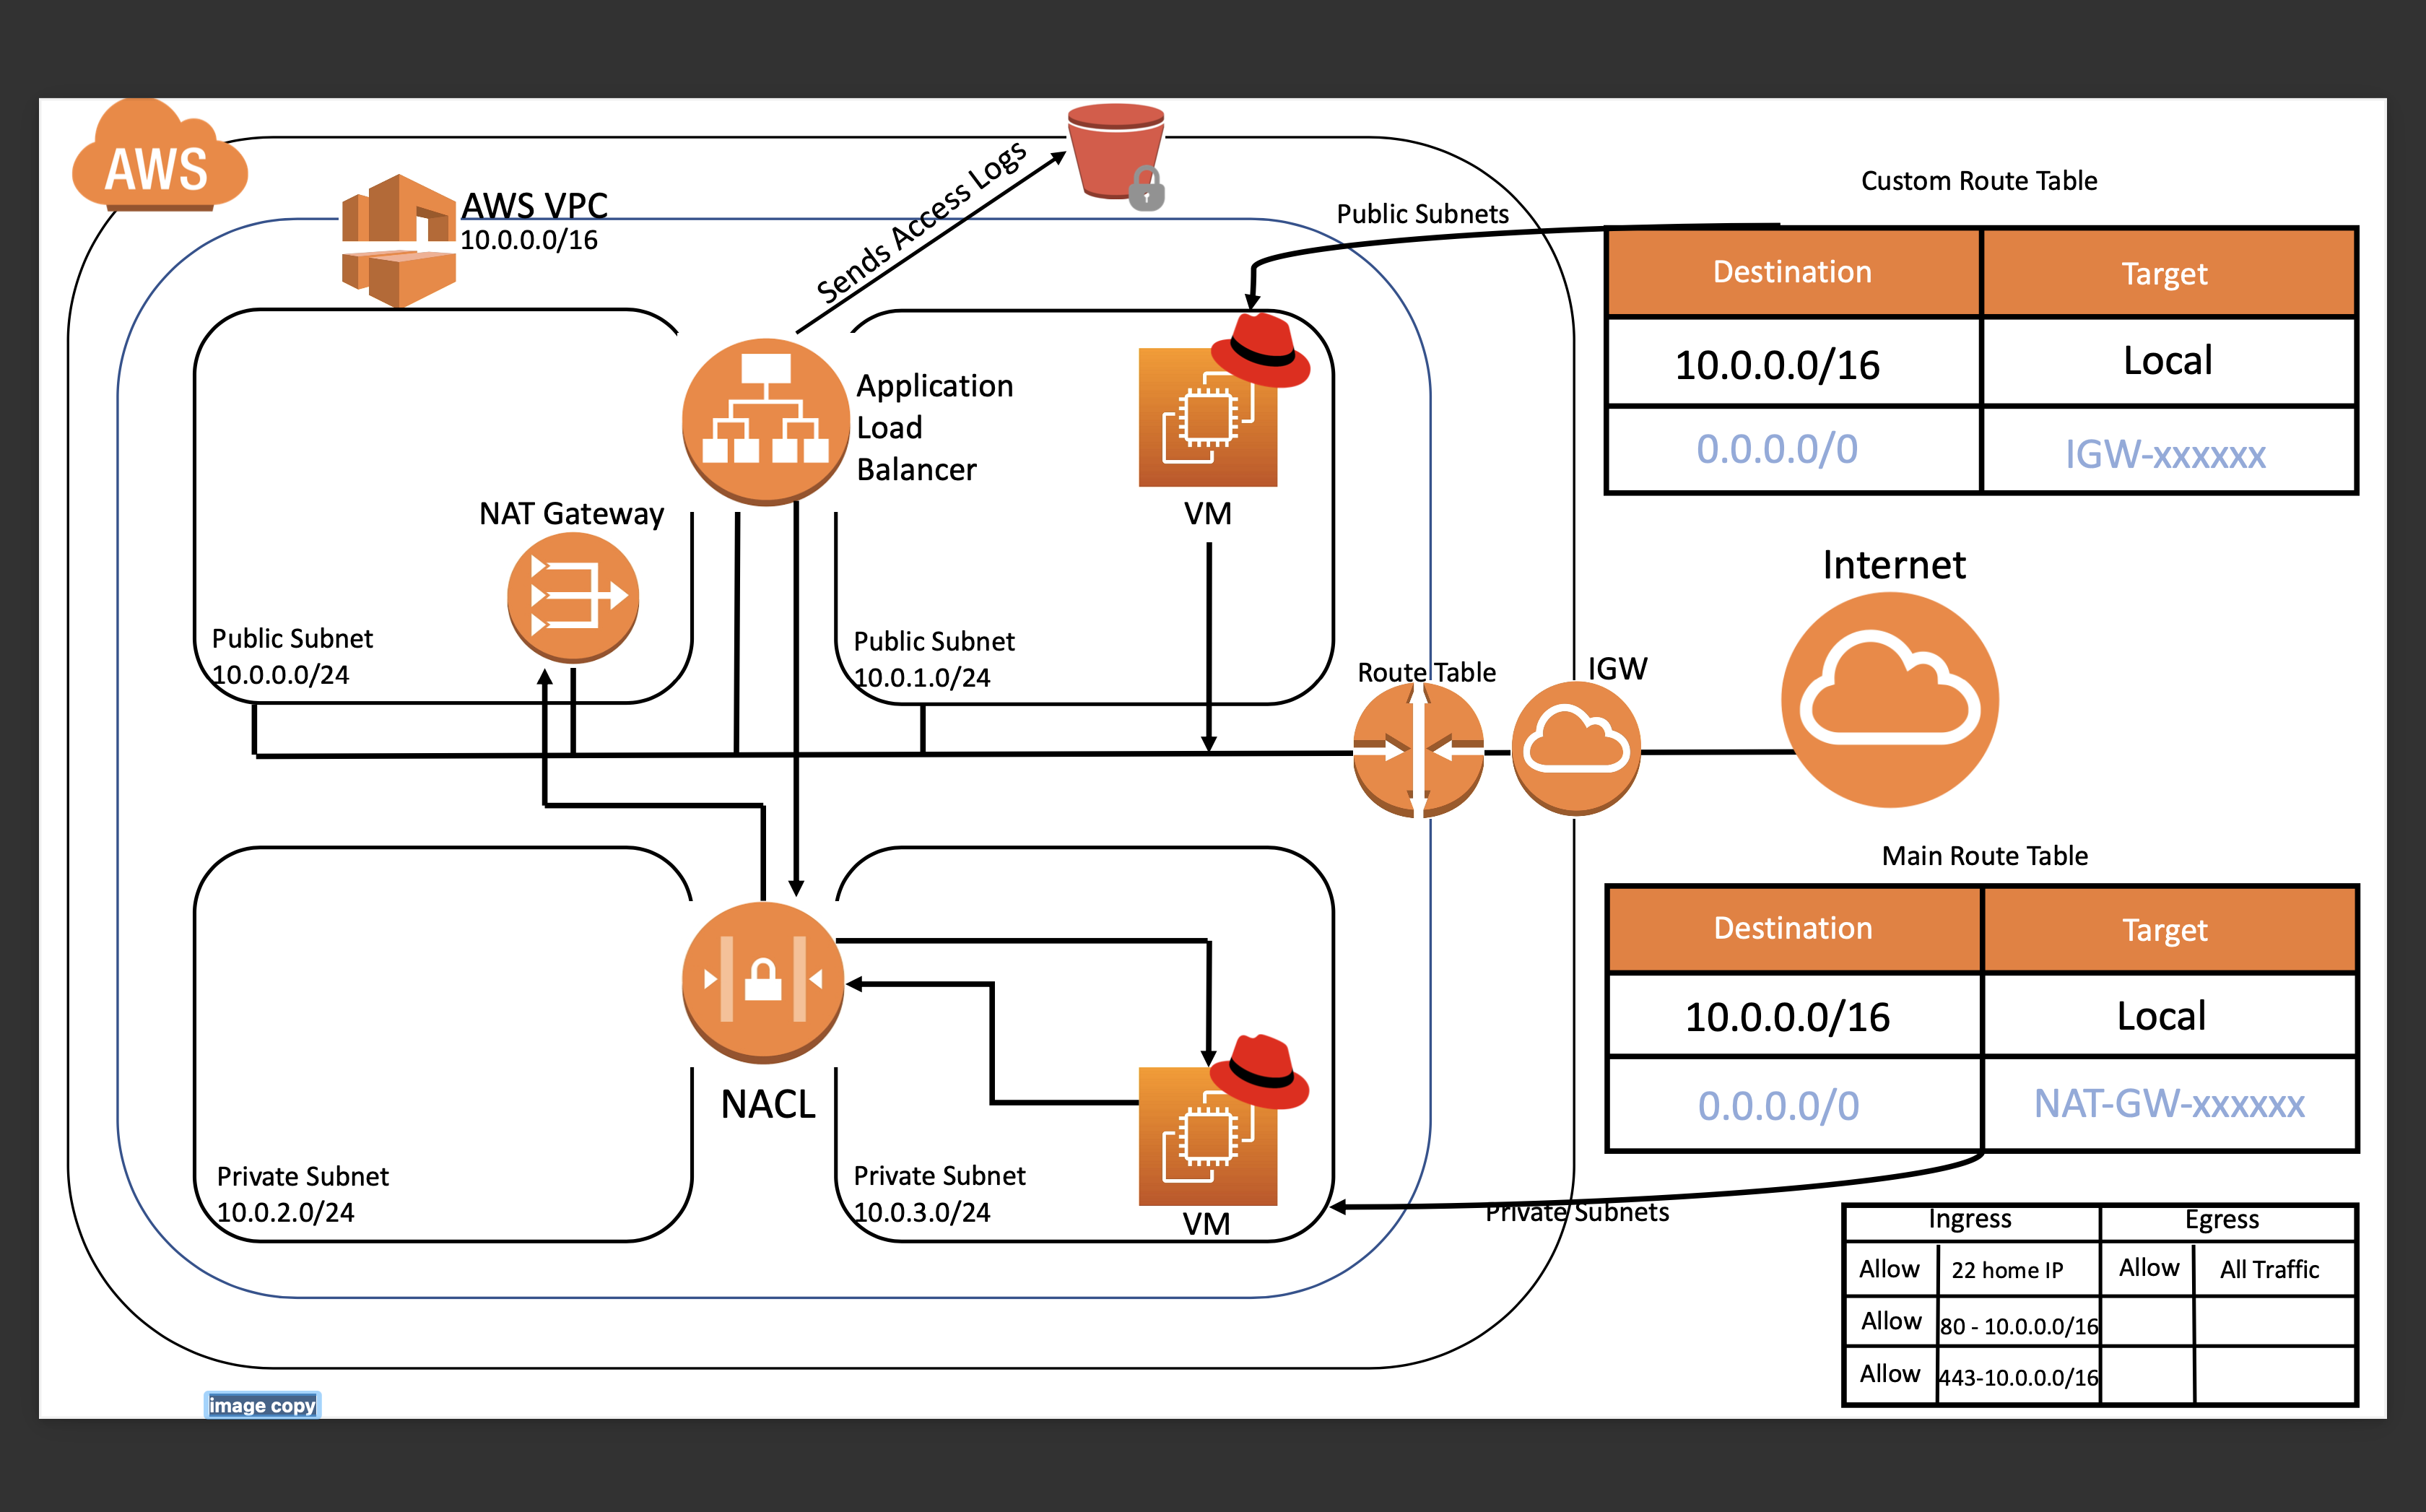 AWS
AWS VPC
10.0.0.0/16
Sends Access Logs
Public Subnets
Custom Route Table
Destination
Target
10.0.0.0/16
Local
0.0.0.0/0
IGW-xxxxxx
Application
Load
Balancer
NAT Gateway
VM
Public Subnet
10.0.0.0/24
Public Subnet
10.0.1.0/24
Route Table
IGW
Internet
Main Route Table
Destination
Target
10.0.0.0/16
Local
0.0.0.0/0
NAT-GW-xxxxxx
NACL
Private Subnet
10.0.2.0/24
Private Subnet
10.0.3.0/24
VM
Private Subnets
Ingress
Egress
Allow
22 home IP
Allow
All Traffic
Allow
80 - 10.0.0.0/16
Allow
443-10.0.0.0/16
image copy